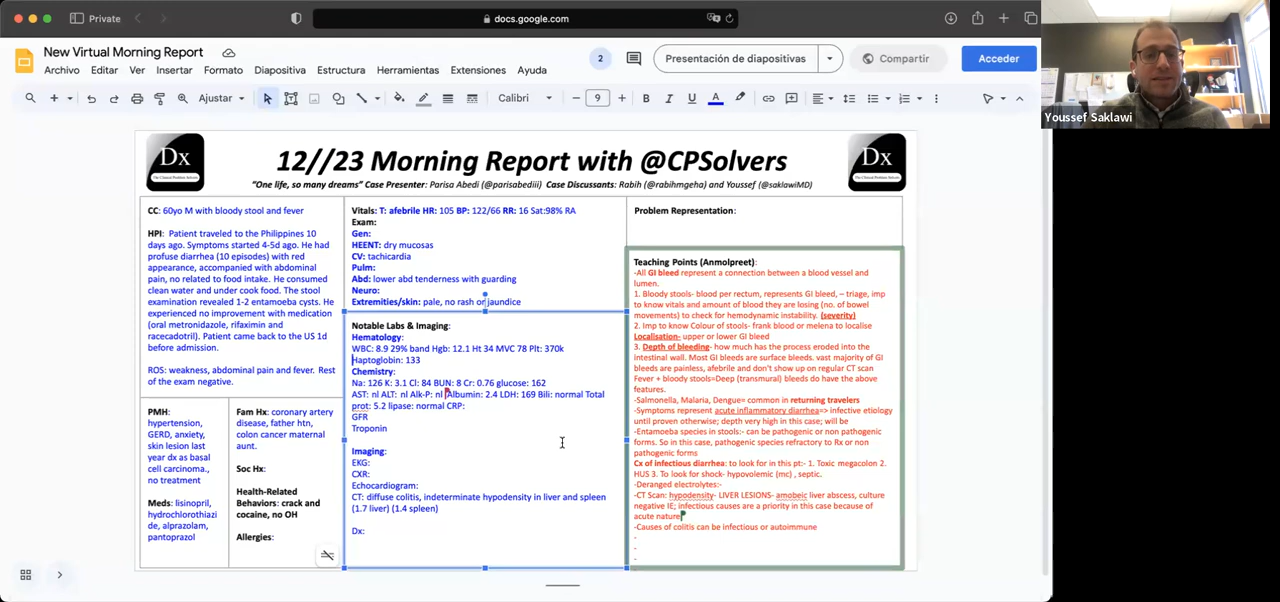 Private
docs.google.com
New Virtual Morning Report
Archivo Editar Ver Insertar Formato Diapositiva Estructura Herramientas Extensiones Ayuda
2
Presentación de diapositivas
Compartir
Acceder
Ajustar
Calibri
9
Youssef Saklawi
Dx
The Clinical Problem Solvers
12//23 Morning Report with @CPSolvers
"One life, so many dreams" Case Presenter: Parisa Abedi (@parisabediii) Case Discussants: Rabih (@rabihmgeha) and Youssef (@saklawiMD)
Dx
The Clinical Problem Solvers
CC: 60yo M with bloody stool and fever
HPI: Patient traveled to the Philippines 10
days ago. Symptoms started 4-5d ago. He had
profuse diarrhea (10 episodes) with red
appearance, accompanied with abdominal
pain, no related to food intake. He consumed
clean water and under cook food. The stool
examination revealed 1-2 entamoeba cysts. He
experienced no improvement with medication
(oral metronidazole, rifaximin and
racecadotril). Patient came back to the US 1d
before admission.
ROS: weakness, abdominal pain and fever. Rest
of the exam negative.
PMH:
hypertension,
GERD, anxiety,
skin lesion last
year dx as basal
cell carcinoma.,
no treatment
Meds: lisinopril,
hydrochlorothiazi
de, alprazolam,
pantoprazol
Fam Hx: coronary artery
disease, father htn,
colon cancer maternal
aunt.
Soc Hx:
Health-Related
Behaviors: crack and
cocaine, no OH
Allergies:
Vitals: T: afebrile HR: 105 BP: 122/66 RR: 16 Sat:98% RA
Exam:
Gen:
HEENT: dry mucosas
CV: tachicardia
Pulm:
Abd: lower abd tenderness with guarding
Neuro:
Extremities/skin: pale, no rash or jaundice
Notable Labs & Imaging:
Hematology:
WBC: 8.9 29% band Hgb: 12.1 Ht 34 MVC 78 Plt: 370k
Haptoglobin: 133
Chemistry:
Na: 126 K: 3.1 Cl: 84 BUN: 8 Cr: 0.76 glucose: 162
AST: nl ALT: nl Alk-P: nl Albumin: 2.4 LDH: 169 Bili: normal Total
prot: 5.2 lipase: normal CRP:
GFR
Troponin
Imaging:
EKG:
CXR:
Echocardiogram:
CT: diffuse colitis, indeterminate hypodensity in liver and spleen
(1.7 liver) (1.4 spleen)
Dx:
Problem Representation:
Teaching Points (Anmolpreet):
-All GI bleed represent a connection between a blood vessel and
lumen.
1. Bloody stools- blood per rectum, represents GI bleed, – triage, imp
to know vitals and amount of blood they are losing (no. of bowel
movements) to check for hemodynamic instability. (severity)
2. Imp to know Colour of stools- frank blood or melena to localise
Localisation- upper or lower GI bleed
3. Depth of bleeding- how much has the process eroded into the
intestinal wall. Most GI bleeds are surface bleeds. vast majority of GI
bleeds are painless, afebrile and don't show up on regular CT scan
Fever + bloody stools=Deep (transmural) bleeds do have the above
features.
-Salmonella, Malaria, Dengue= common in returning travelers
-Symptoms represent acute inflammatory diarrhea=> infective etiology
until proven otherwise; depth very high in this case; will be
-Entamoeba species in stools:- can be pathogenic or non pathogenic
forms. So in this case, pathogenic species refractory to Rx or non
pathogenic forms
Cx of infectious diarrhea: to look for in this pt:- 1. Toxic megacolon 2.
HUS 3. To look for shock- hypovolemic (mc) , septic.
-Deranged electrolytes:-
-CT Scan: hypodensity- LIVER LESIONS- amobeic liver abscess, culture
negative IE; infectious causes are a priority in this case because of
acute nature
-Causes of colitis can be infectious or autoimmune
-
-
-